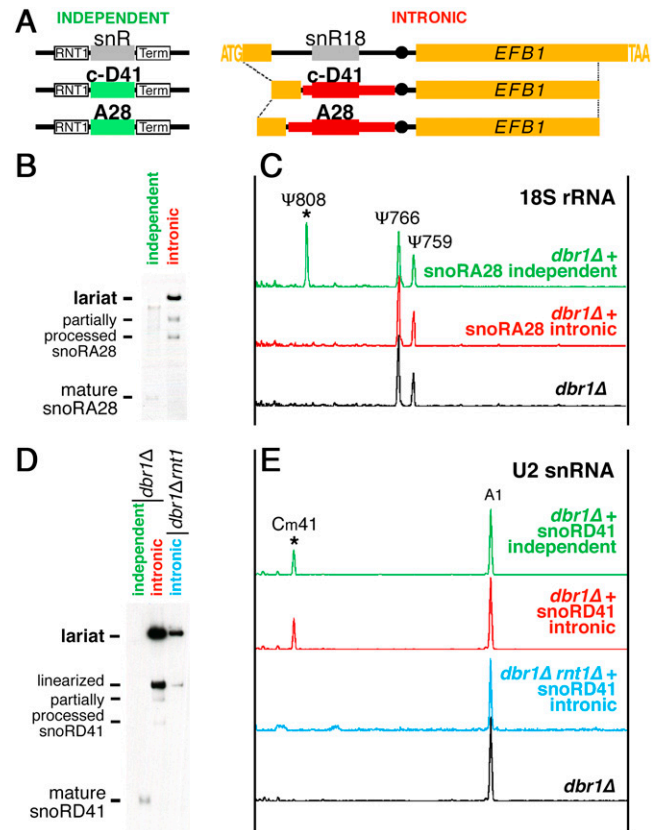 A
INDEPENDENT
INTRONIC
snR
RNT1
Term
ATG
snR18
EFB1
TAA
c-D41
RNT1
Term
c-D41
EFB1
A28
RNT1
Term
A28
EFB1
B
independent
intronic
lariat
partially
processed
snoRA28
mature
snoRA28
C
18S rRNA
Ψ808
*
Ψ766
Ψ759
dbr1Δ +
snoRA28 independent
dbr1Δ +
snoRA28 intronic
dbr1Δ
D
dbr1Δ
dbr1Δrnt1
independent
intronic
intronic
lariat
linearized
partially
processed
snoRD41
mature
snoRD41
E
U2 snRNA
Cm41
*
A1
dbr1Δ +
snoRD41
independent
dbr1Δ +
snoRD41
intronic
dbr1Δ rnt1Δ +
snoRD41
intronic
dbr1Δ